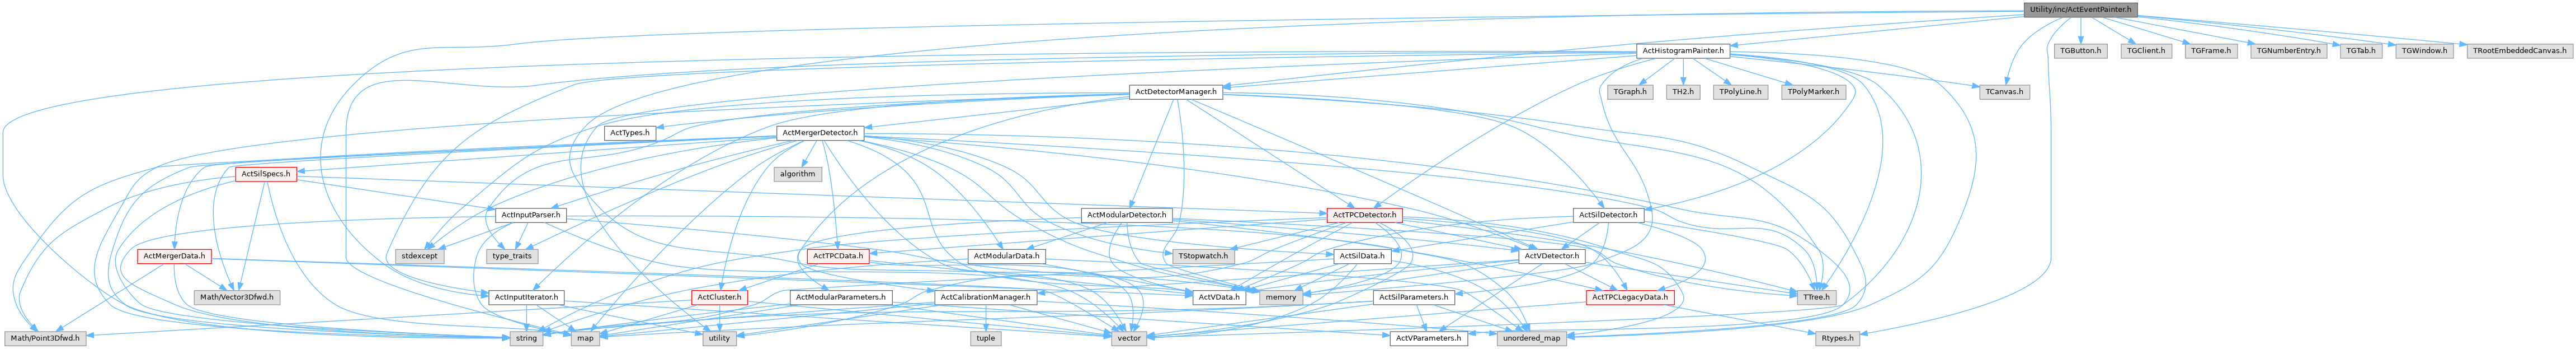 Utility/inc/ActEventPainter.h
ActHistogramPainter.h
TGButton.h
TGClient.h
TGFrame.h
TGNumberEntry.h
TGTab.h
TGWindow.h
TRootEmbeddedCanvas.h
ActDetectorManager.h
TGraph.h
TH2.h
TPolyLine.h
TPolyMarker.h
TCanvas.h
ActTypes.h
ActMergerDetector.h
ActSilSpecs.h
algorithm
ActInputParser.h
ActModularDetector.h
ActTPCDetector.h
ActSilDetector.h
ActMergerData.h
stdexcept
type_traits
ActTPCData.h
ActModularData.h
TStopwatch.h
ActSilData.h
ActVDetector.h
Math/Vector3Dfwd.h
ActInputIterator.h
ActCluster.h
ActModularParameters.h
ActCalibrationManager.h
ActVData.h
memory
ActSilParameters.h
ActTPCLegacyData.h
TTree.h
Math/Point3Dfwd.h
string
map
utility
tuple
vector
ActVParameters.h
unordered_map
Rtypes.h